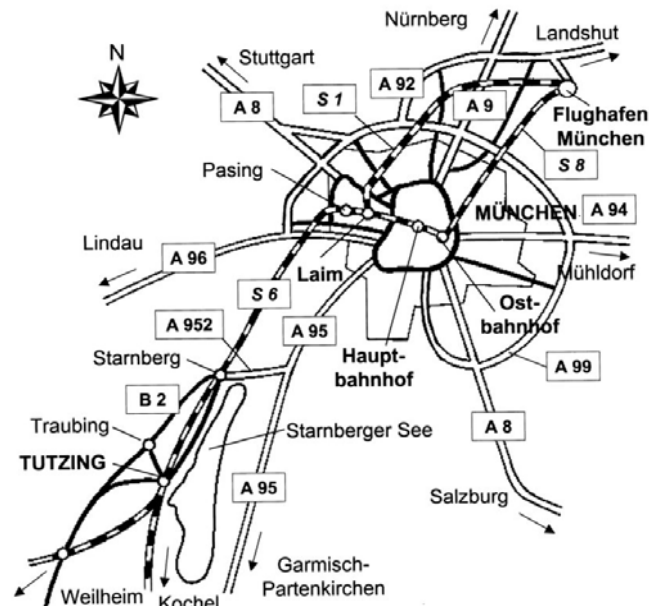 Nürnberg
Landshut
N
Stuttgart
A 92
S 1
A 9
A 8
Flughafen
München
S 8
Pasing
MÜNCHEN
A 94
Lindau
A 96
Laim
Mühldorf
S 6
Ost-
bahnhof
A 952
A 95
Haupt-
bahnhof
A 99
Starnberg
B 2
Traubing
Starnberger See
A 8
TUTZING
A 95
Salzburg
Garmisch-
Partenkirchen
Weilheim
Kochel